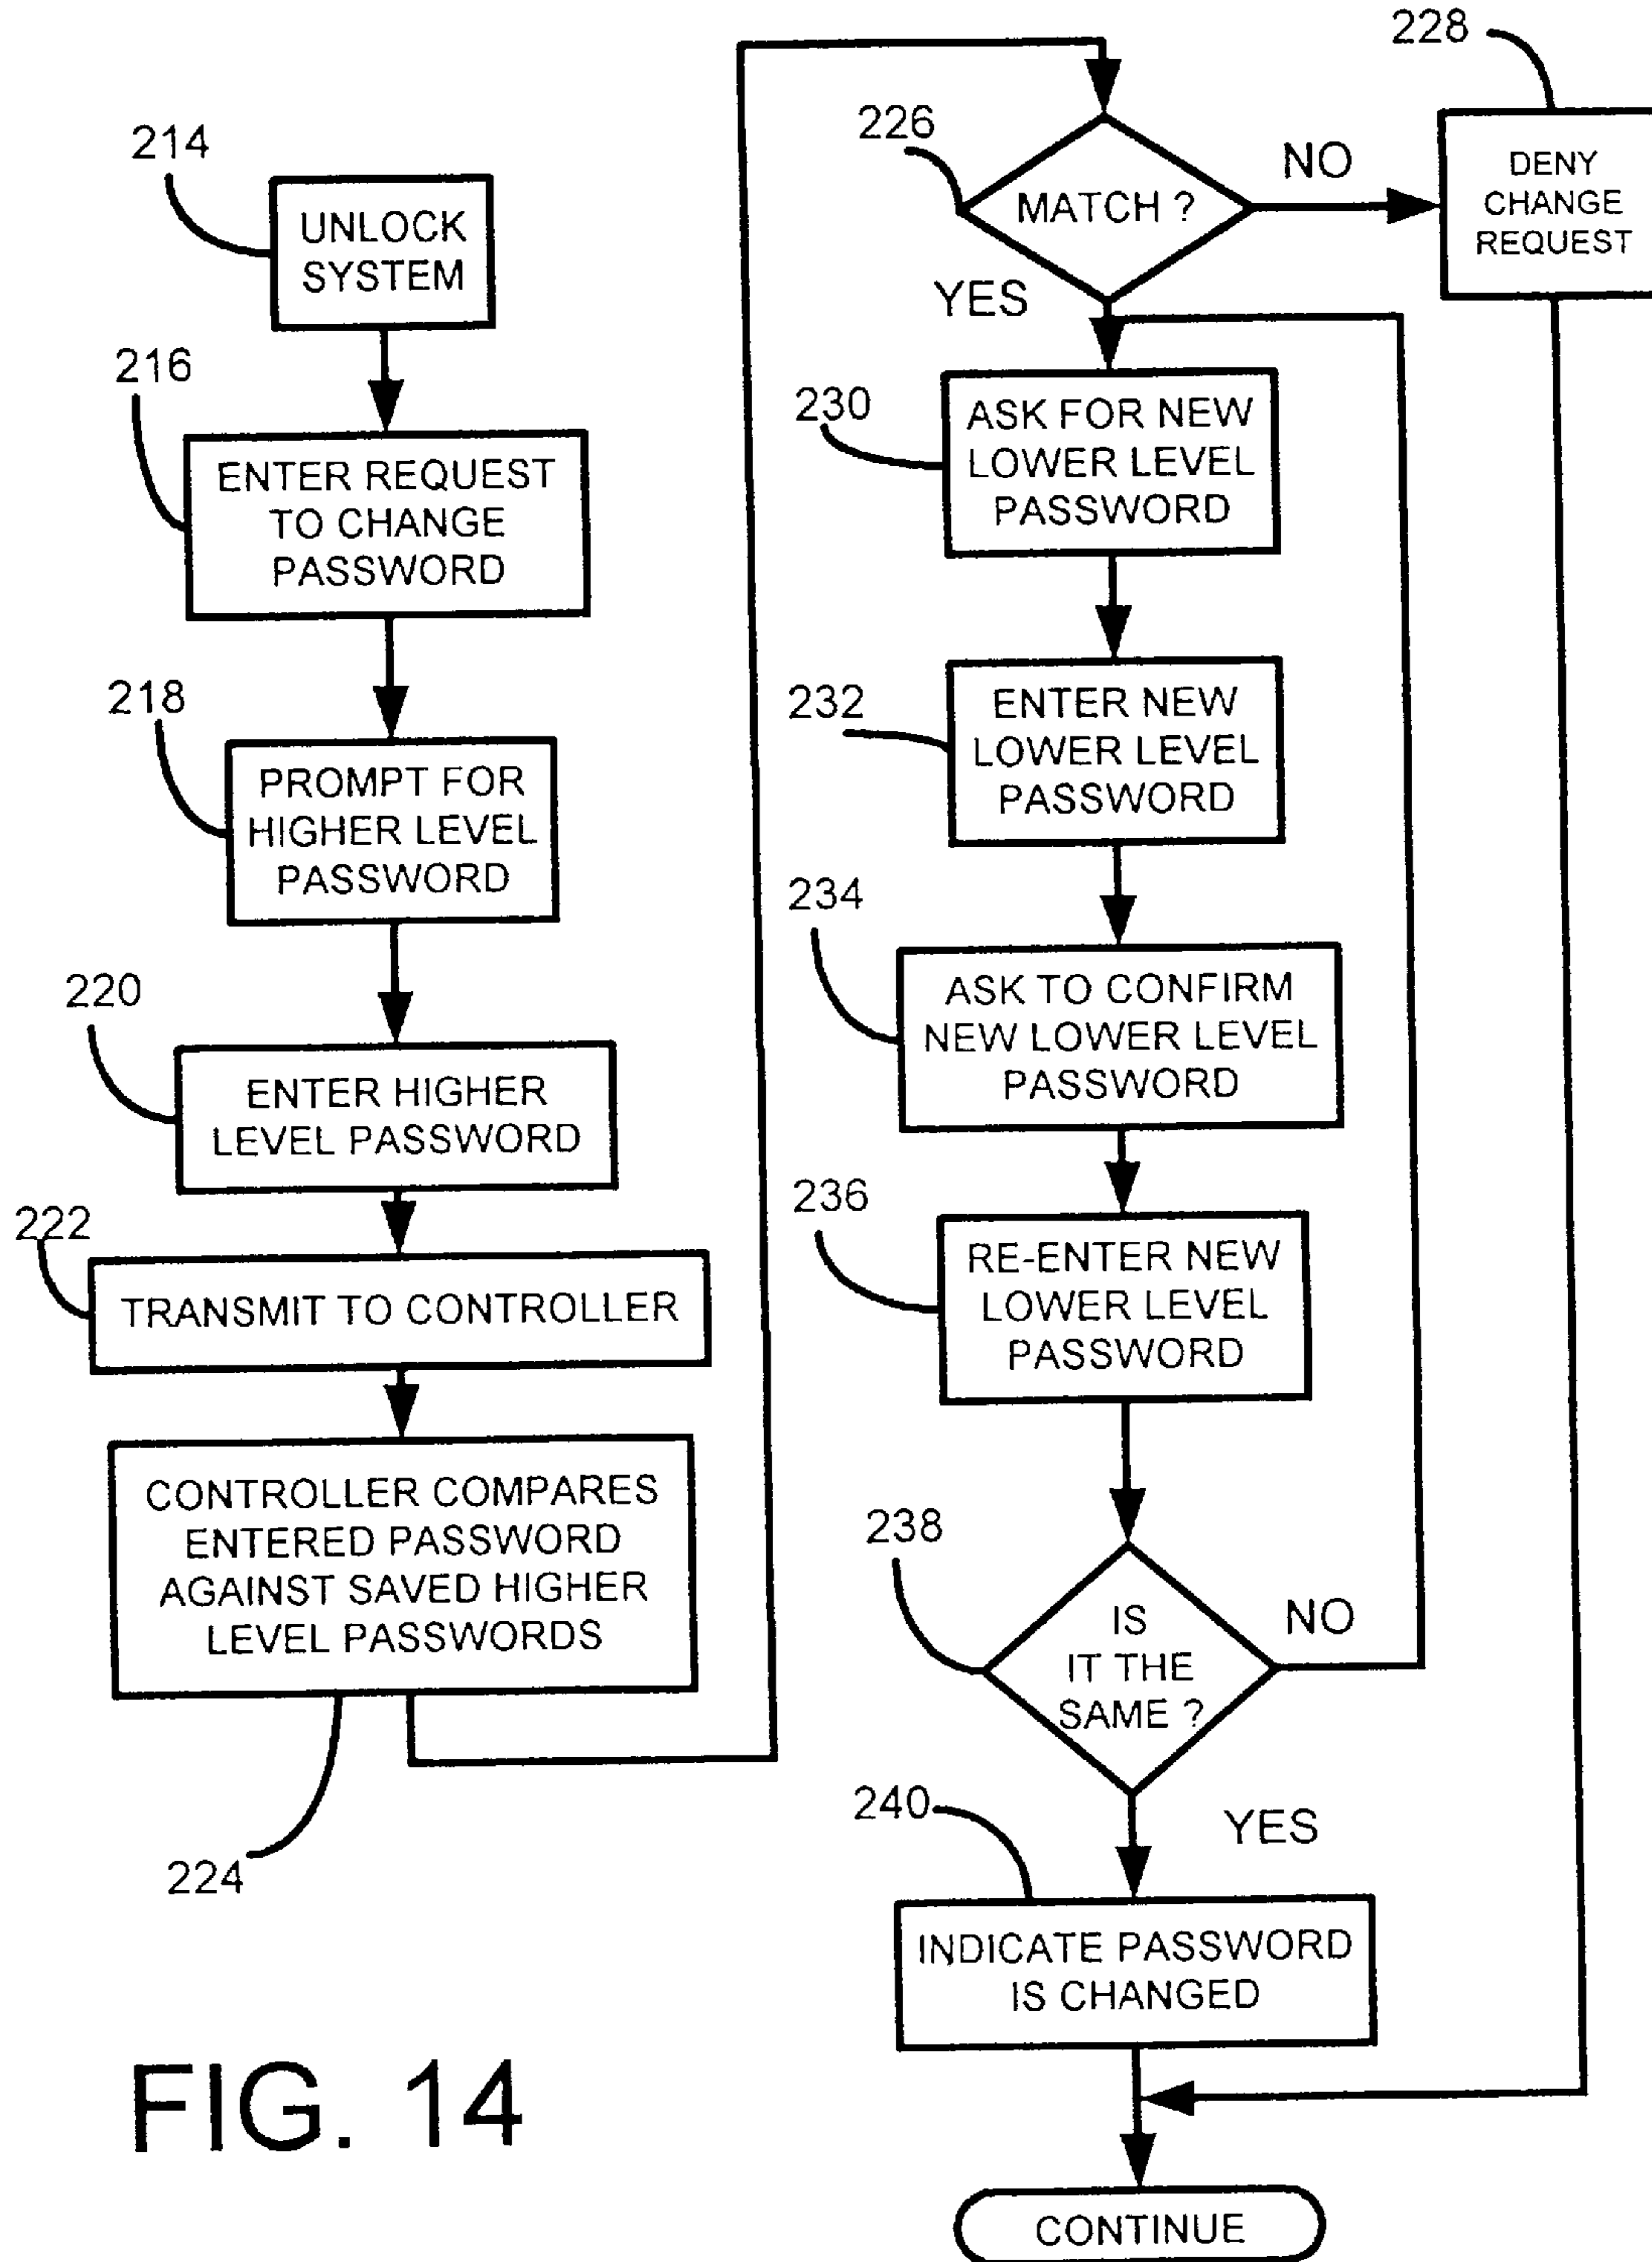 214
UNLOCK
SYSTEM
216
ENTER REQUEST
TO CHANGE
PASSWORD
218
PROMPT FOR
HIGHER LEVEL
PASSWORD
220
ENTER HIGHER
LEVEL PASSWORD
222
TRANSMIT TO CONTROLLER
CONTROLLER COMPARES
ENTERED PASSWORD
AGAINST SAVED HIGHER
LEVEL PASSWORDS
224
226
MATCH ?
NO
228
DENY
CHANGE
REQUEST
YES
230
ASK FOR NEW
LOWER LEVEL
PASSWORD
232
ENTER NEW
LOWER LEVEL
PASSWORD
234
ASK TO CONFIRM
NEW LOWER LEVEL
PASSWORD
236
RE-ENTER NEW
LOWER LEVEL
PASSWORD
238
IS
IT THE
SAME ?
NO
YES
240
INDICATE PASSWORD
IS CHANGED
CONTINUE
FIG. 14